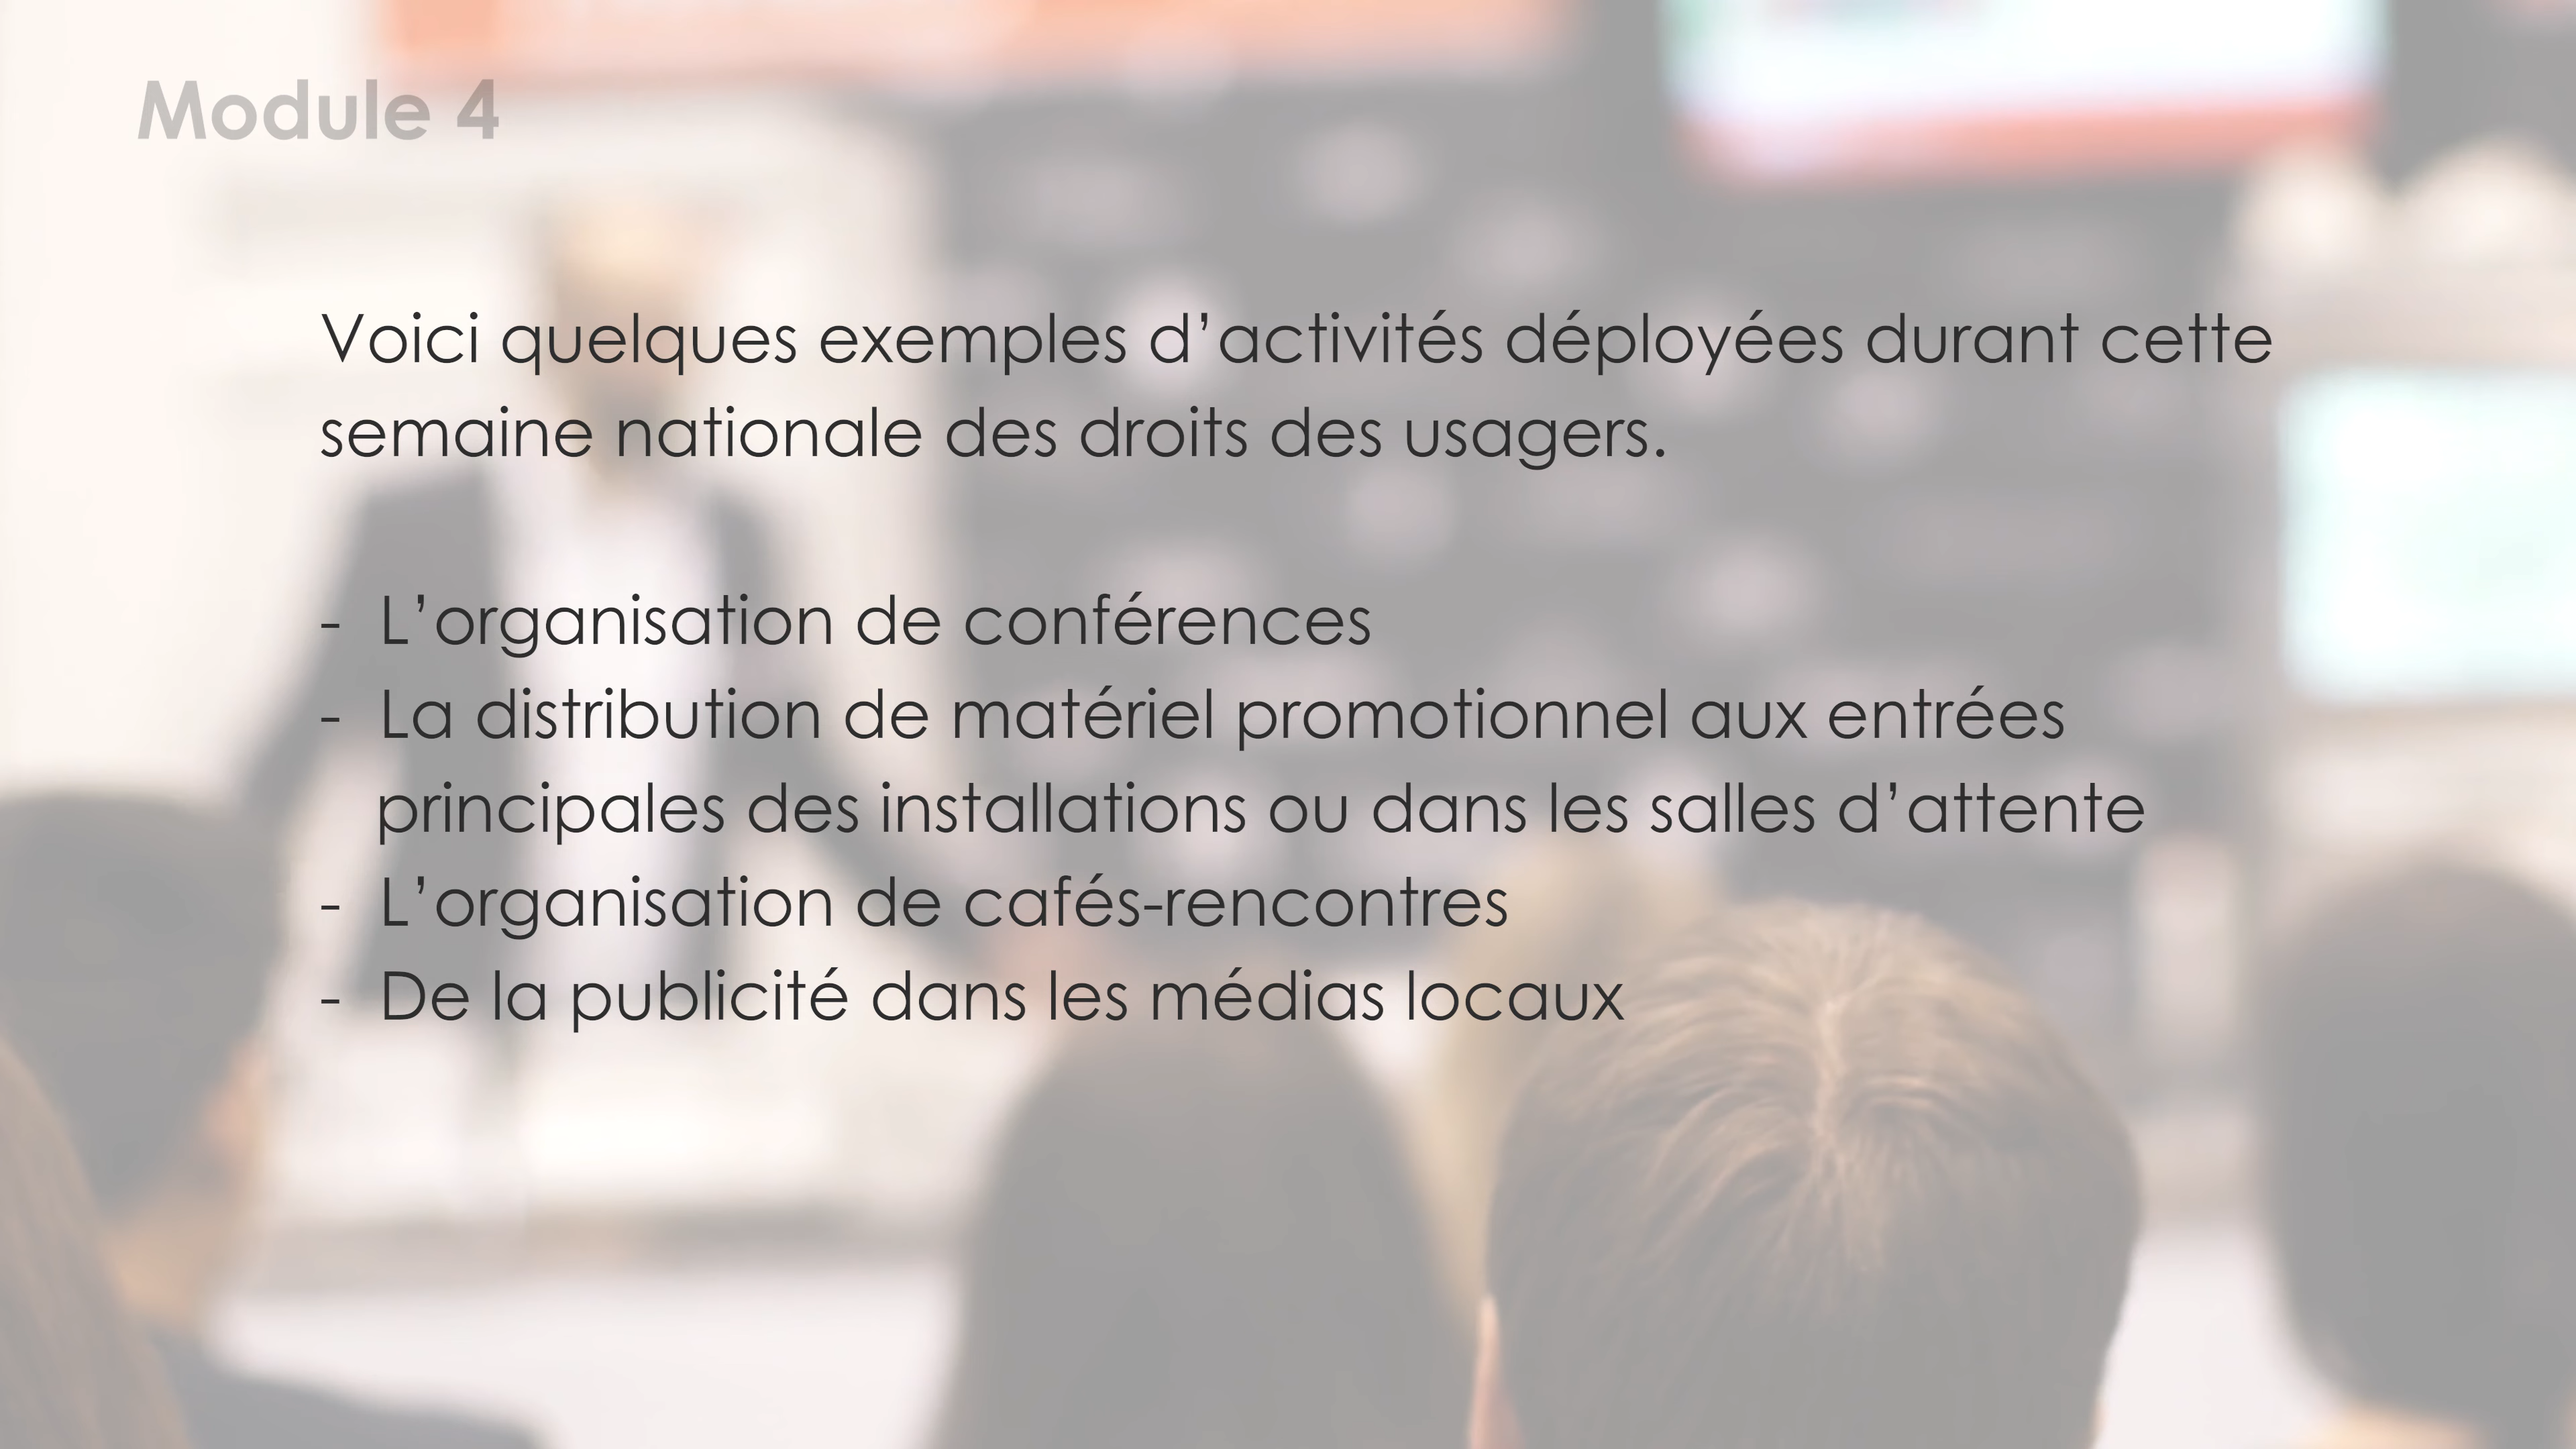 Module 4
Voici quelques exemples d’activités déployées durant cette
semaine nationale des droits des usagers.
- L’organisation de conférences
- La distribution de matériel promotionnel aux entrées
principales des installations ou dans les salles d’attente
- L’organisation de cafés-rencontres
- De la publicité dans les médias locaux